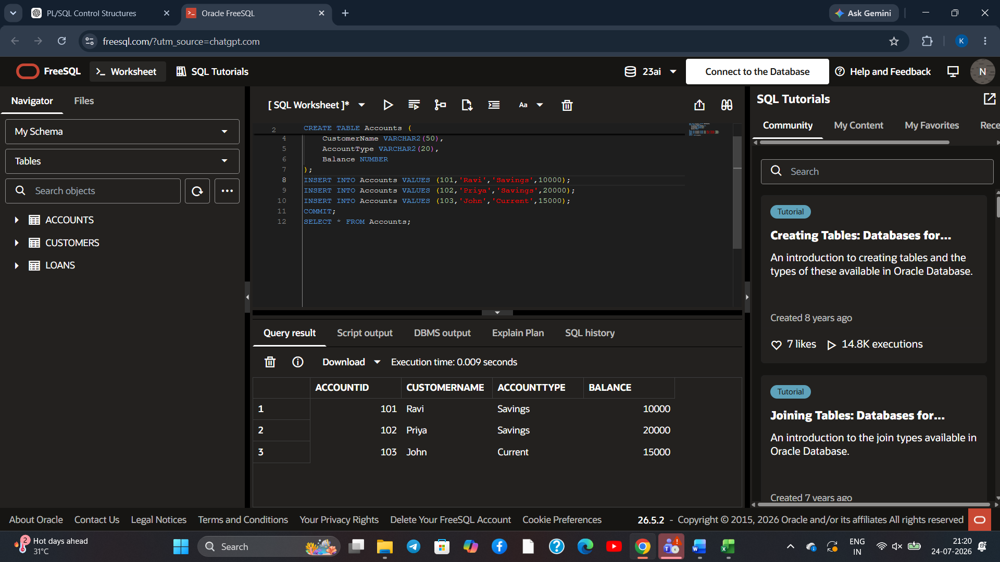 PL/SQL Control Structures
Oracle FreeSQL
Ask Gemini
freesql.com/?utm_source=chatgpt.com
K
FreeSQL
Worksheet
SQL Tutorials
23ai
Connect to the Database
Help and Feedback
N
Navigator
Files
My Schema
Tables
Search objects
ACCOUNTS
CUSTOMERS
LOANS
[ SQL Worksheet ]*
Aa
2 CREATE TABLE Accounts (
4 CustomerName VARCHAR2(50),
5 AccountType VARCHAR2(20),
6 Balance NUMBER
7 );
8 INSERT INTO Accounts VALUES (101,'Ravi','Savings',10000);
9 INSERT INTO Accounts VALUES (102,'Priya','Savings',20000);
10 INSERT INTO Accounts VALUES (103,'John','Current',15000);
11 COMMIT;
12 SELECT * FROM Accounts;
Query result
Script output
DBMS output
Explain Plan
SQL history
Download
Execution time: 0.009 seconds
ACCOUNTID CUSTOMERNAME ACCOUNTTYPE BALANCE
1 101 Ravi Savings 10000
2 102 Priya Savings 20000
3 103 John Current 15000
SQL Tutorials
Community
My Content
My Favorites
Rece
Search
Tutorial
Creating Tables: Databases for...
An introduction to creating tables and the
types of these available in Oracle Database.
Created 8 years ago
7 likes
14.8K executions
Tutorial
Joining Tables: Databases for...
An introduction to the join types available in
Oracle Database.
Created 7 years ago
About Oracle
Contact Us
Legal Notices
Terms and Conditions
Your Privacy Rights
Delete Your FreeSQL Account
Cookie Preferences
26.5.2 - Copyright © 2015, 2026 Oracle and/or its affiliates All rights reserved
2
Hot days ahead
31°C
Search
ENG
IN
21:20
24-07-2026